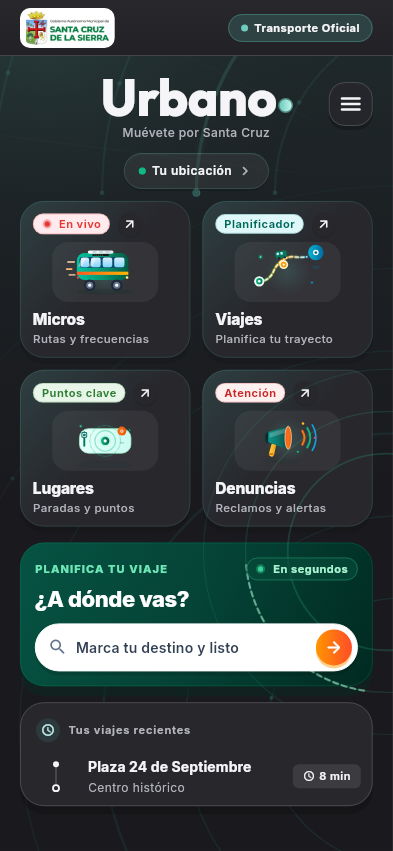 Gobierno Autónomo Municipal de
SANTA CRUZ
DE LA SIERRA
Transporte Oficial
Urbano
Muévete por Santa Cruz
Tu ubicación
En vivo
Micros
Rutas y frecuencias
Planificador
Viajes
Planifica tu trayecto
Puntos clave
Lugares
Paradas y puntos
Atención
Denuncias
Reclamos y alertas
PLANIFICA TU VIAJE
En segundos
¿A dónde vas?
Marca tu destino y listo
Tus viajes recientes
Plaza 24 de Septiembre
Centro histórico
8 min